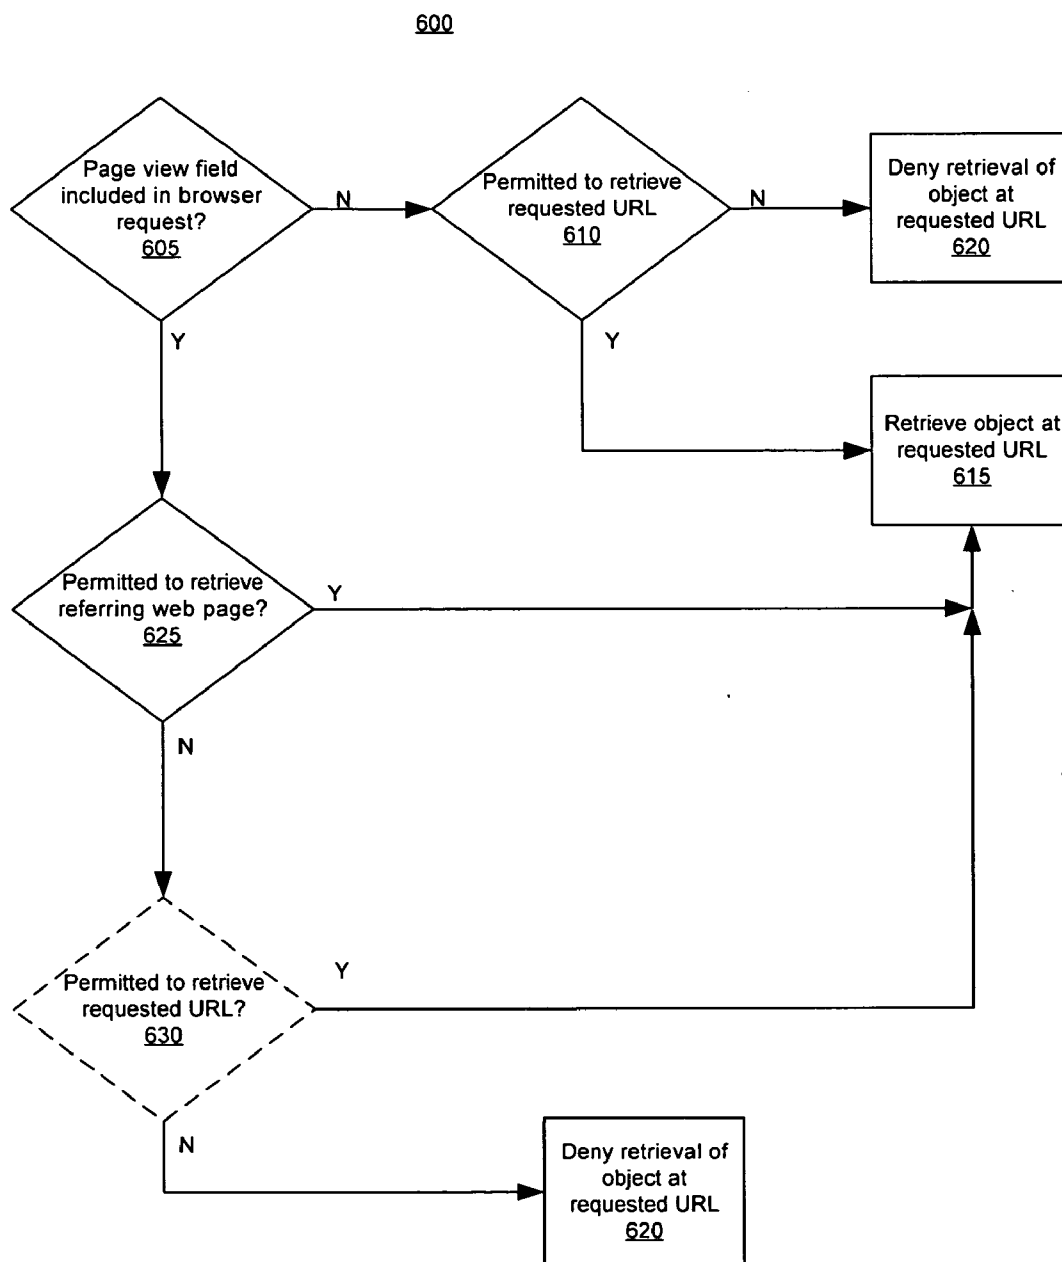 600
Page view field
included in browser
request?
605
N
Permitted to retrieve
requested URL
610
N
Deny retrieval of
object at
requested URL
620
Y
Y
Retrieve object at
requested URL
615
Permitted to retrieve
referring web page?
625
Y
N
Permitted to retrieve
requested URL?
630
Y
N
Deny retrieval of
object at
requested URL
620